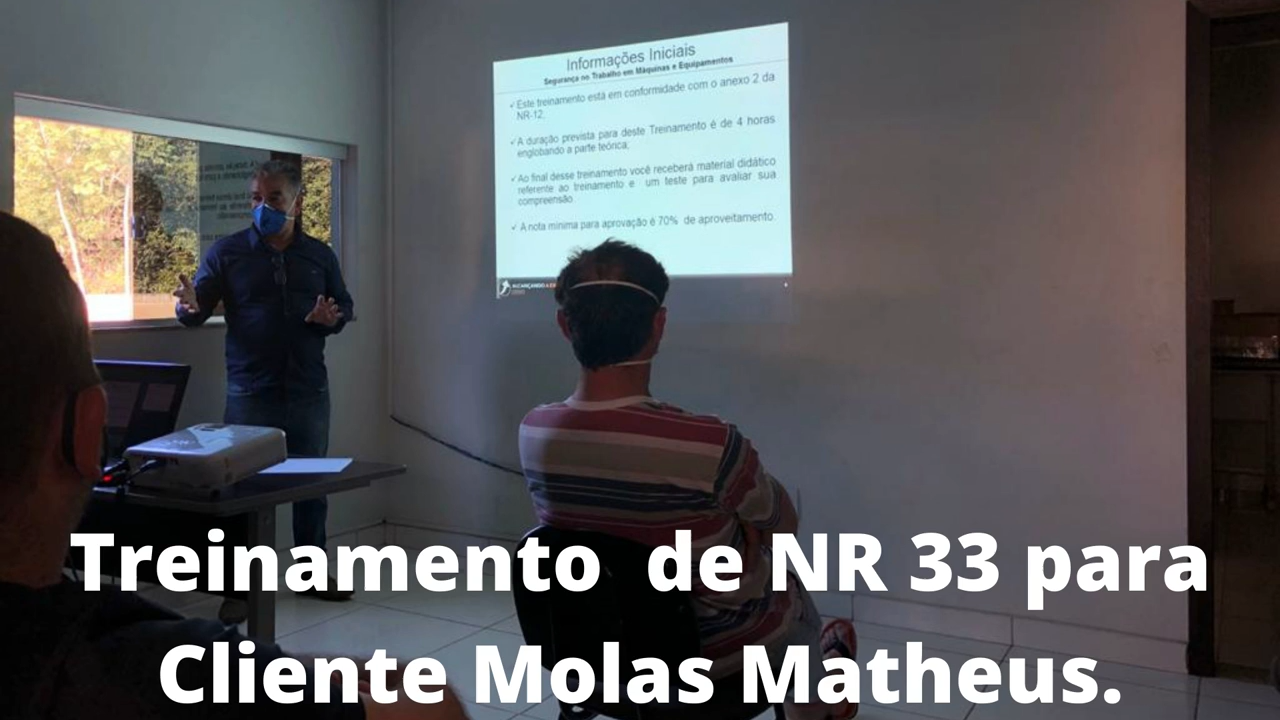 Informações Iniciais
Segurança no Trabalho em Máquinas e Equipamentos
✓ Este treinamento está em conformidade com o anexo 2 da
NR-12;
✓ A duração prevista para deste Treinamento é de 4 horas
englobando a parte teórica;
✓ Ao final desse treinamento você receberá material didático
referente ao treinamento e um teste para avaliar sua
compreensão
✓ A nota mínima para aprovação é 70% de aproveitamento.
ALCANÇANDO A
Treinamento de NR 33 para
Cliente Molas Matheus.